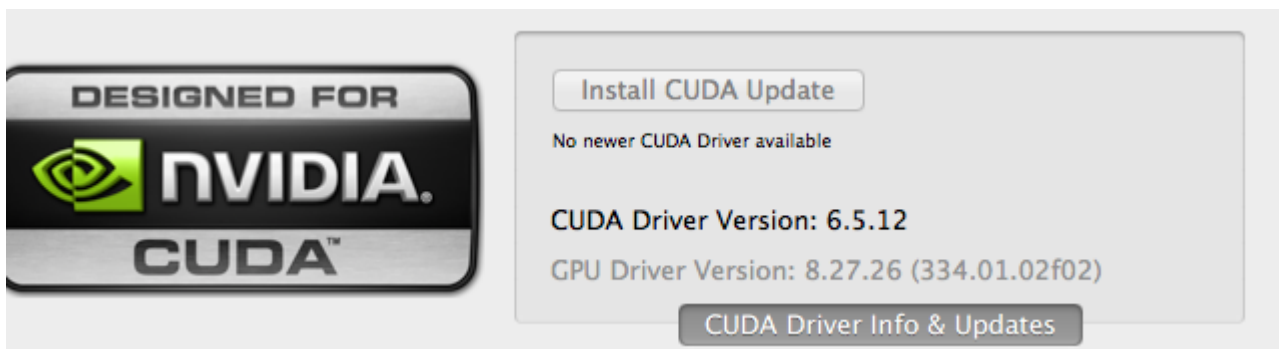 DESIGNED FOR
NVIDIA.
CUDA™
Install CUDA Update
No newer CUDA Driver available
CUDA Driver Version: 6.5.12
GPU Driver Version: 8.27.26 (334.01.02f02)
CUDA Driver Info & Updates